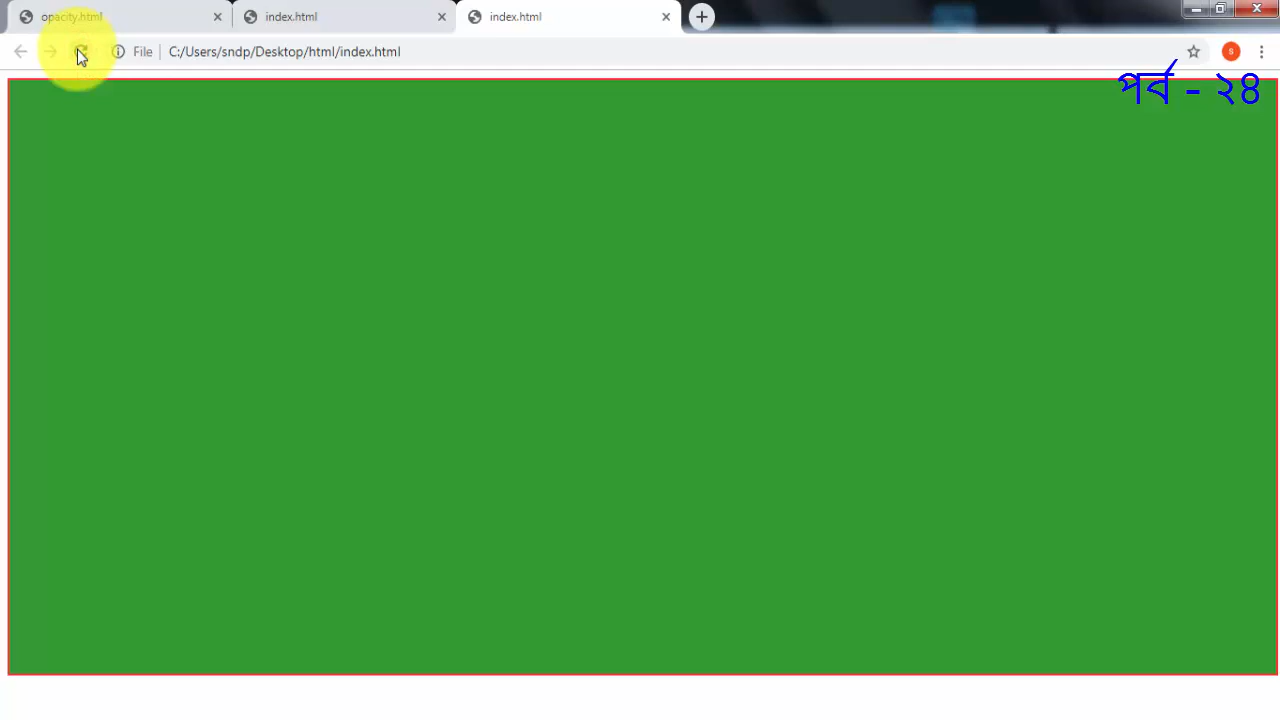 opacity.html
index.html
index.html
File
C:/Users/sndp/Desktop/html/index.html
s
পর্ব - ২৪